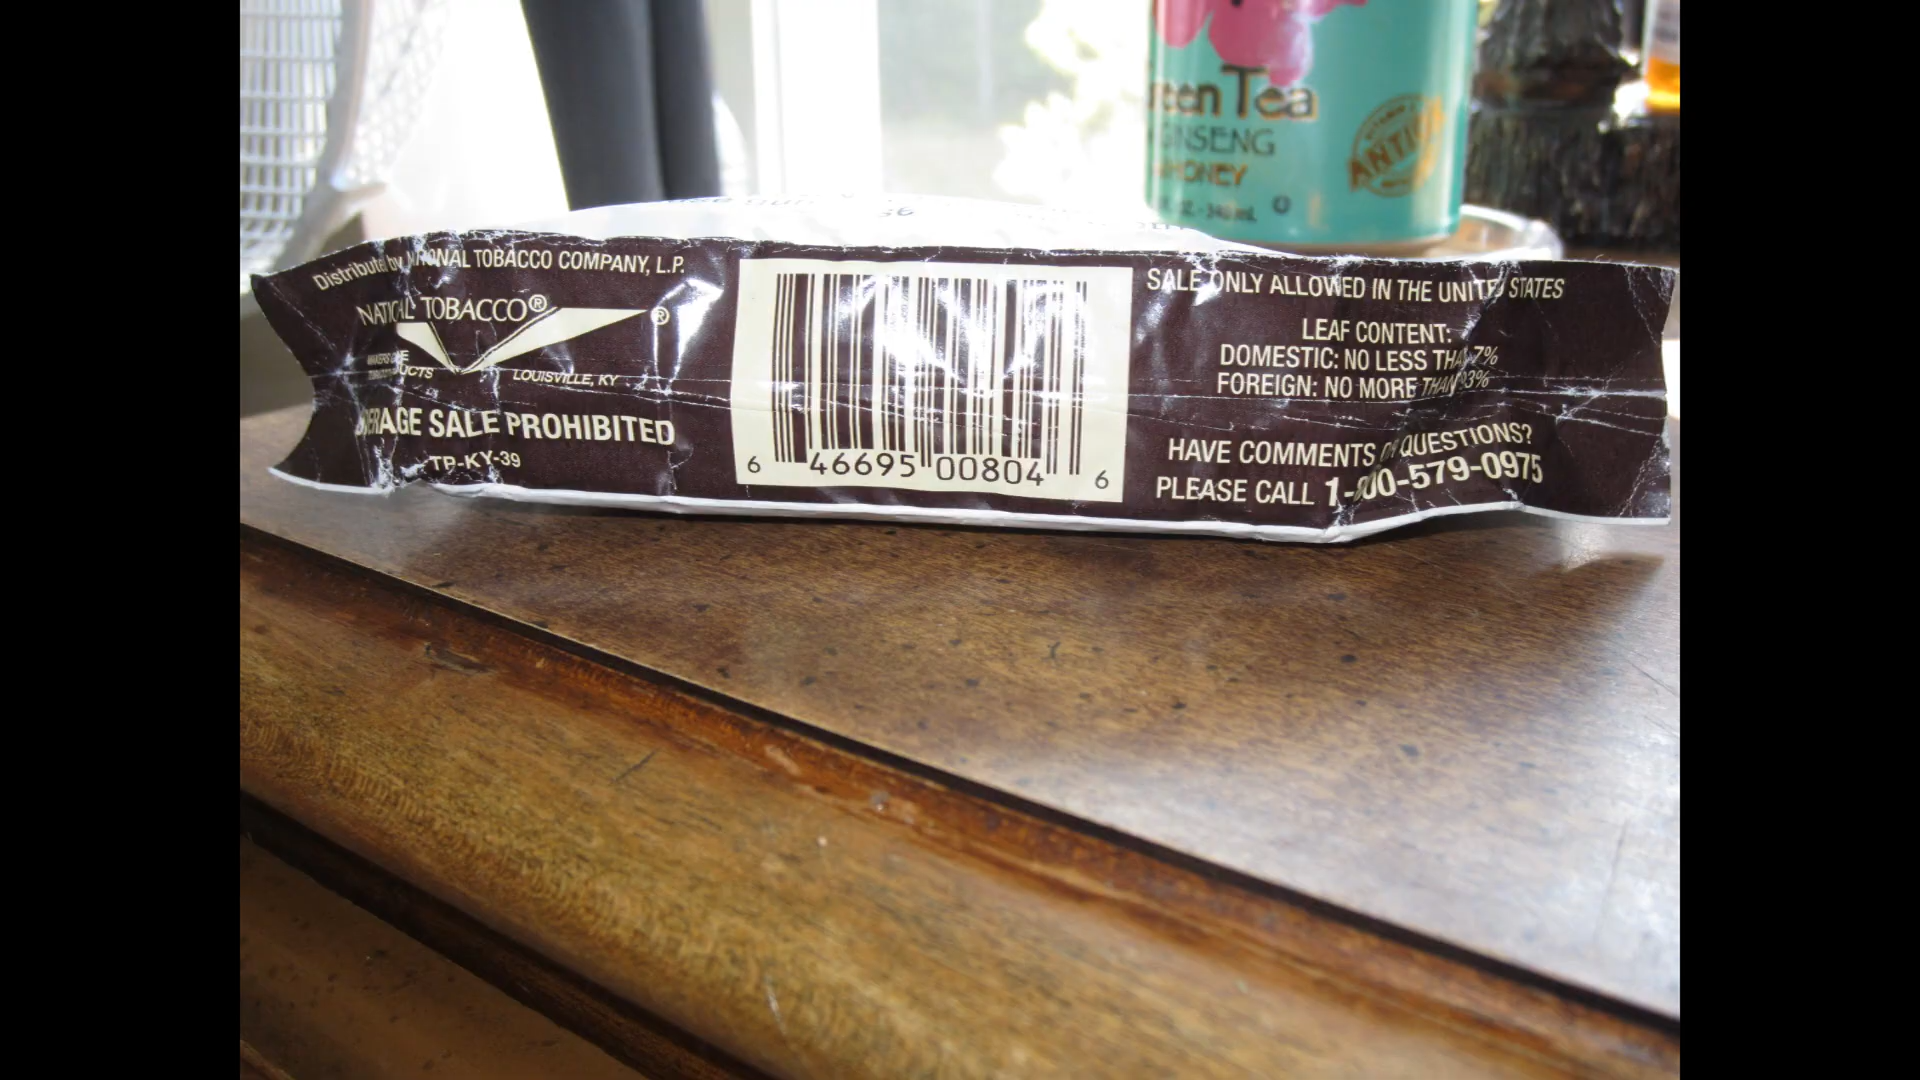 Green Tea
GINSENG
HONEY
Distributed by NATIONAL TOBACCO COMPANY, L.P.
NATIONAL TOBACCO®
®
LOUISVILLE, KY
SALE PROHIBITED
TP-KY-39
6 46695 00804 6
SALE ONLY ALLOWED IN THE UNITED STATES
LEAF CONTENT:
DOMESTIC: NO LESS THAN 7%
FOREIGN: NO MORE THAN 93%
HAVE COMMENTS OR QUESTIONS?
PLEASE CALL 1-800-579-0975